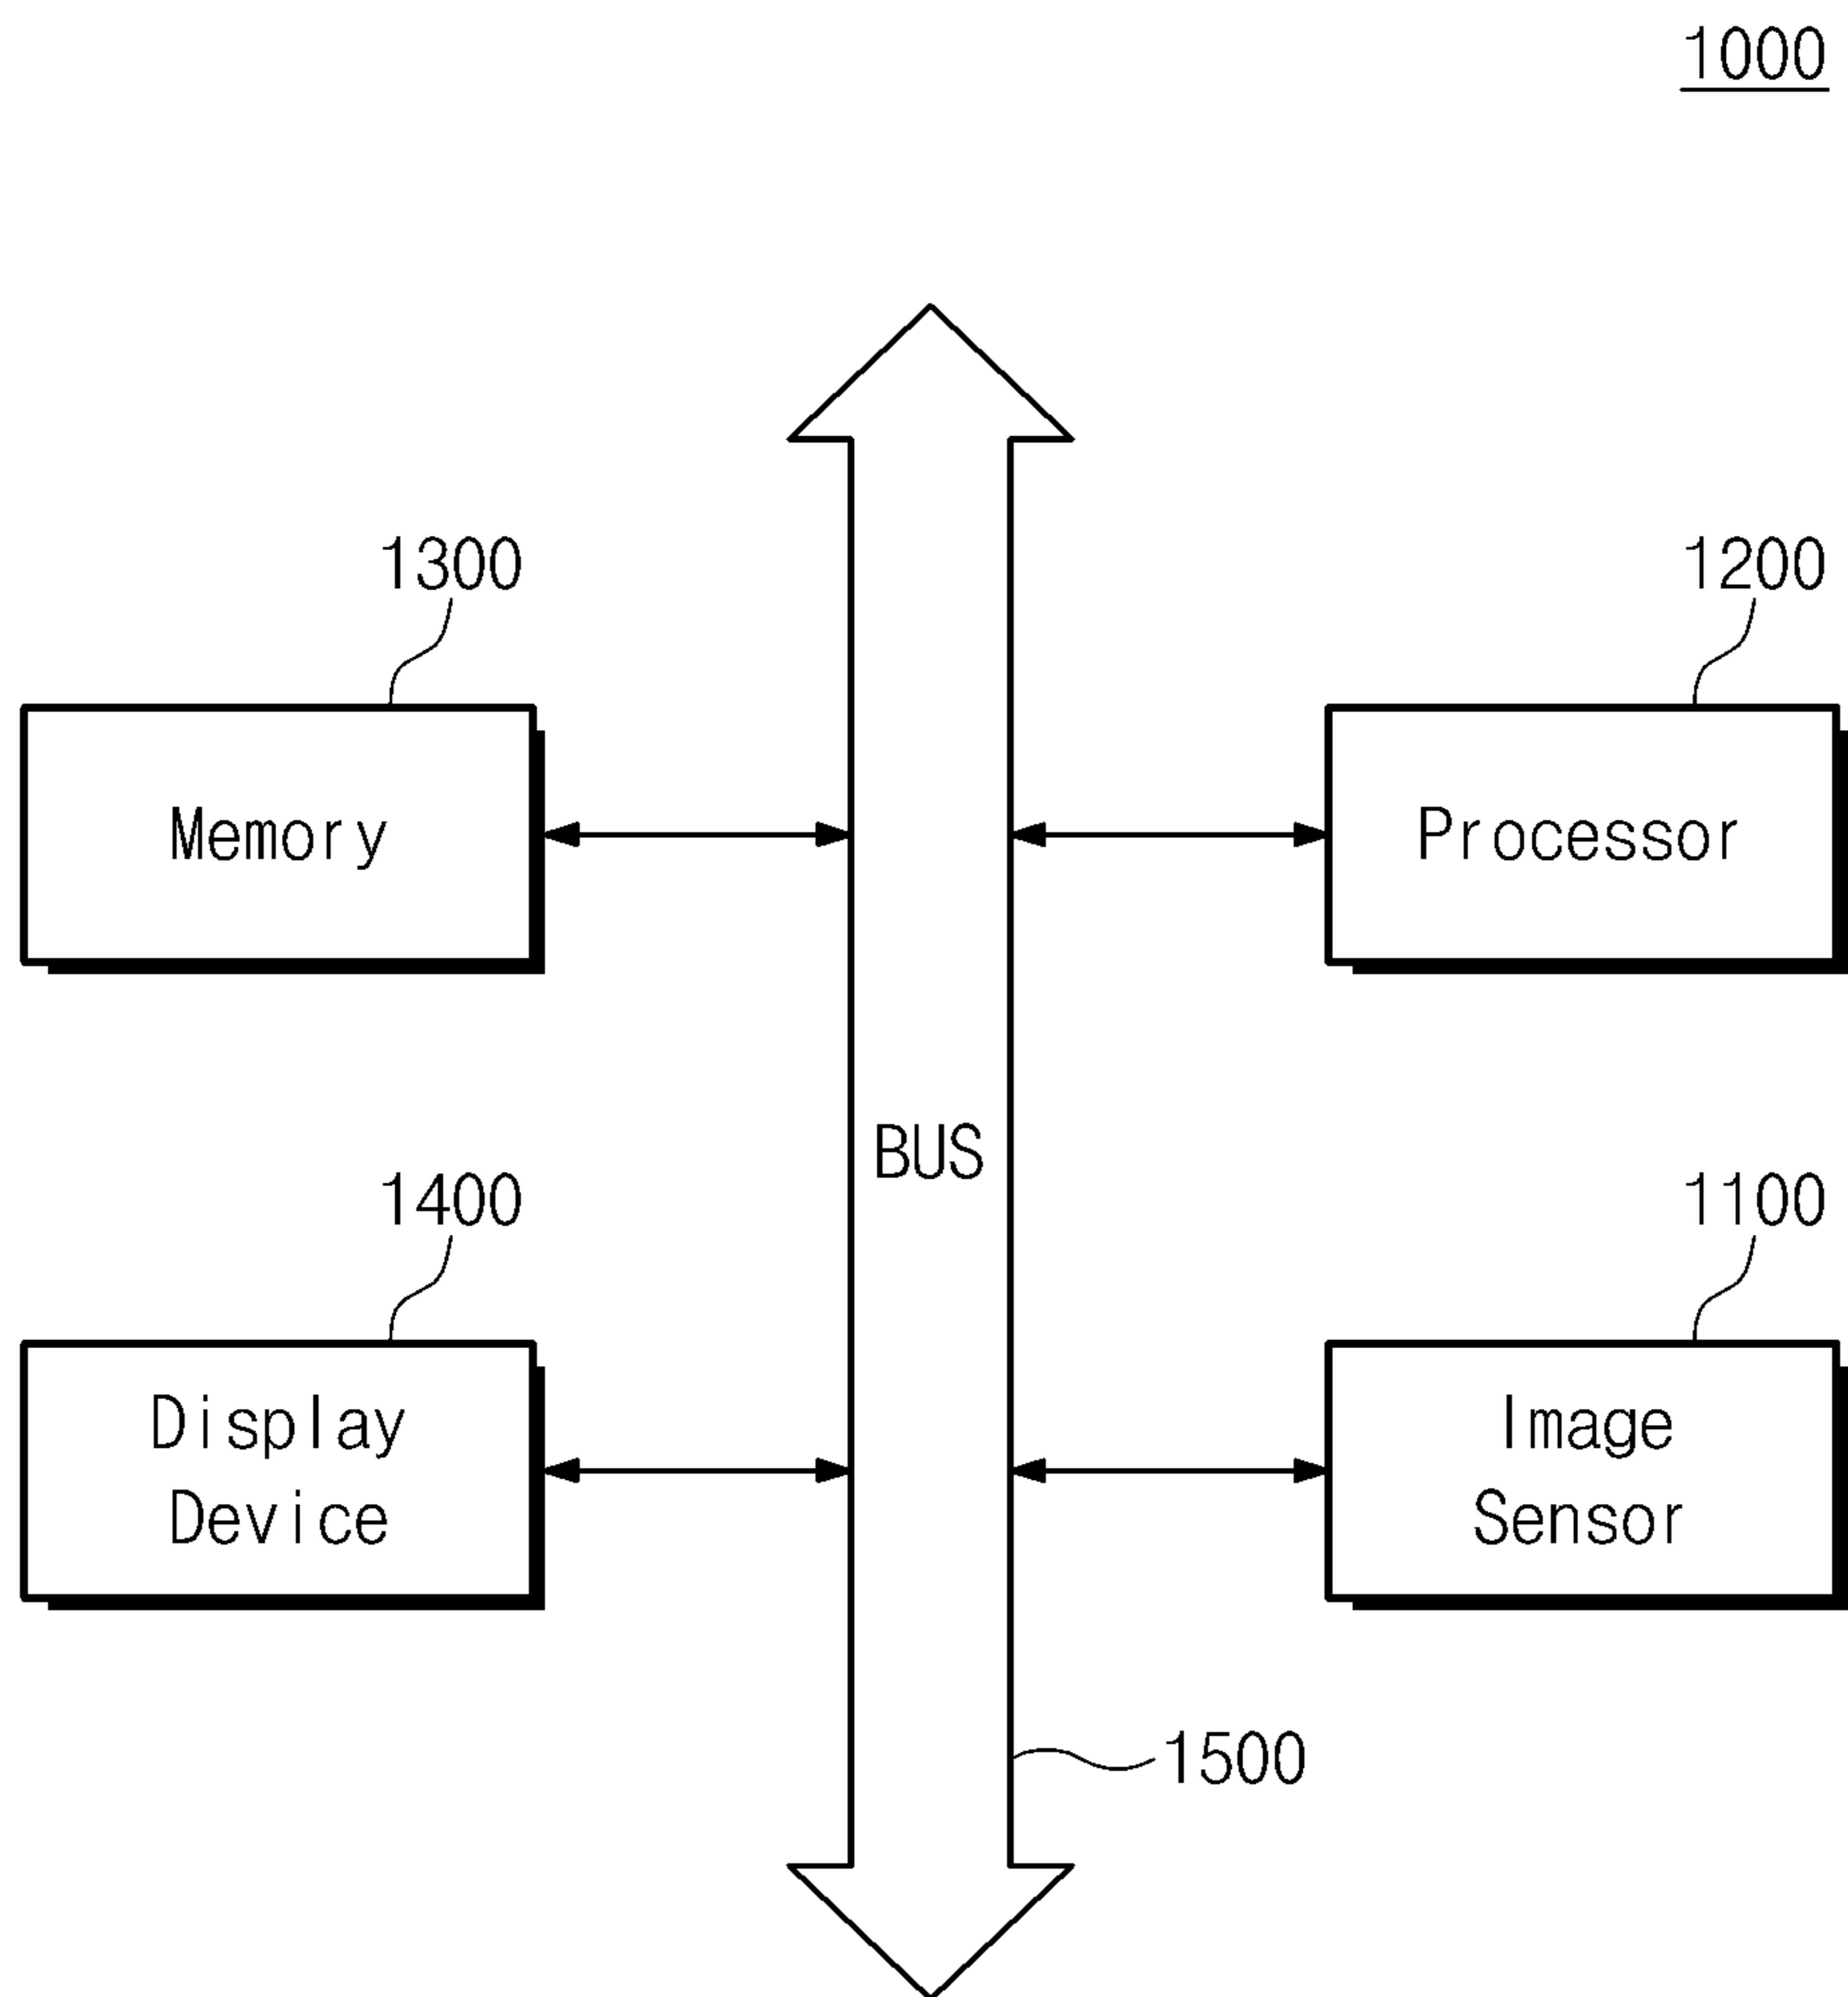 1000
1300
1200
Memory
Processor
BUS
1400
1100
Display
Device
Image
Sensor
1500